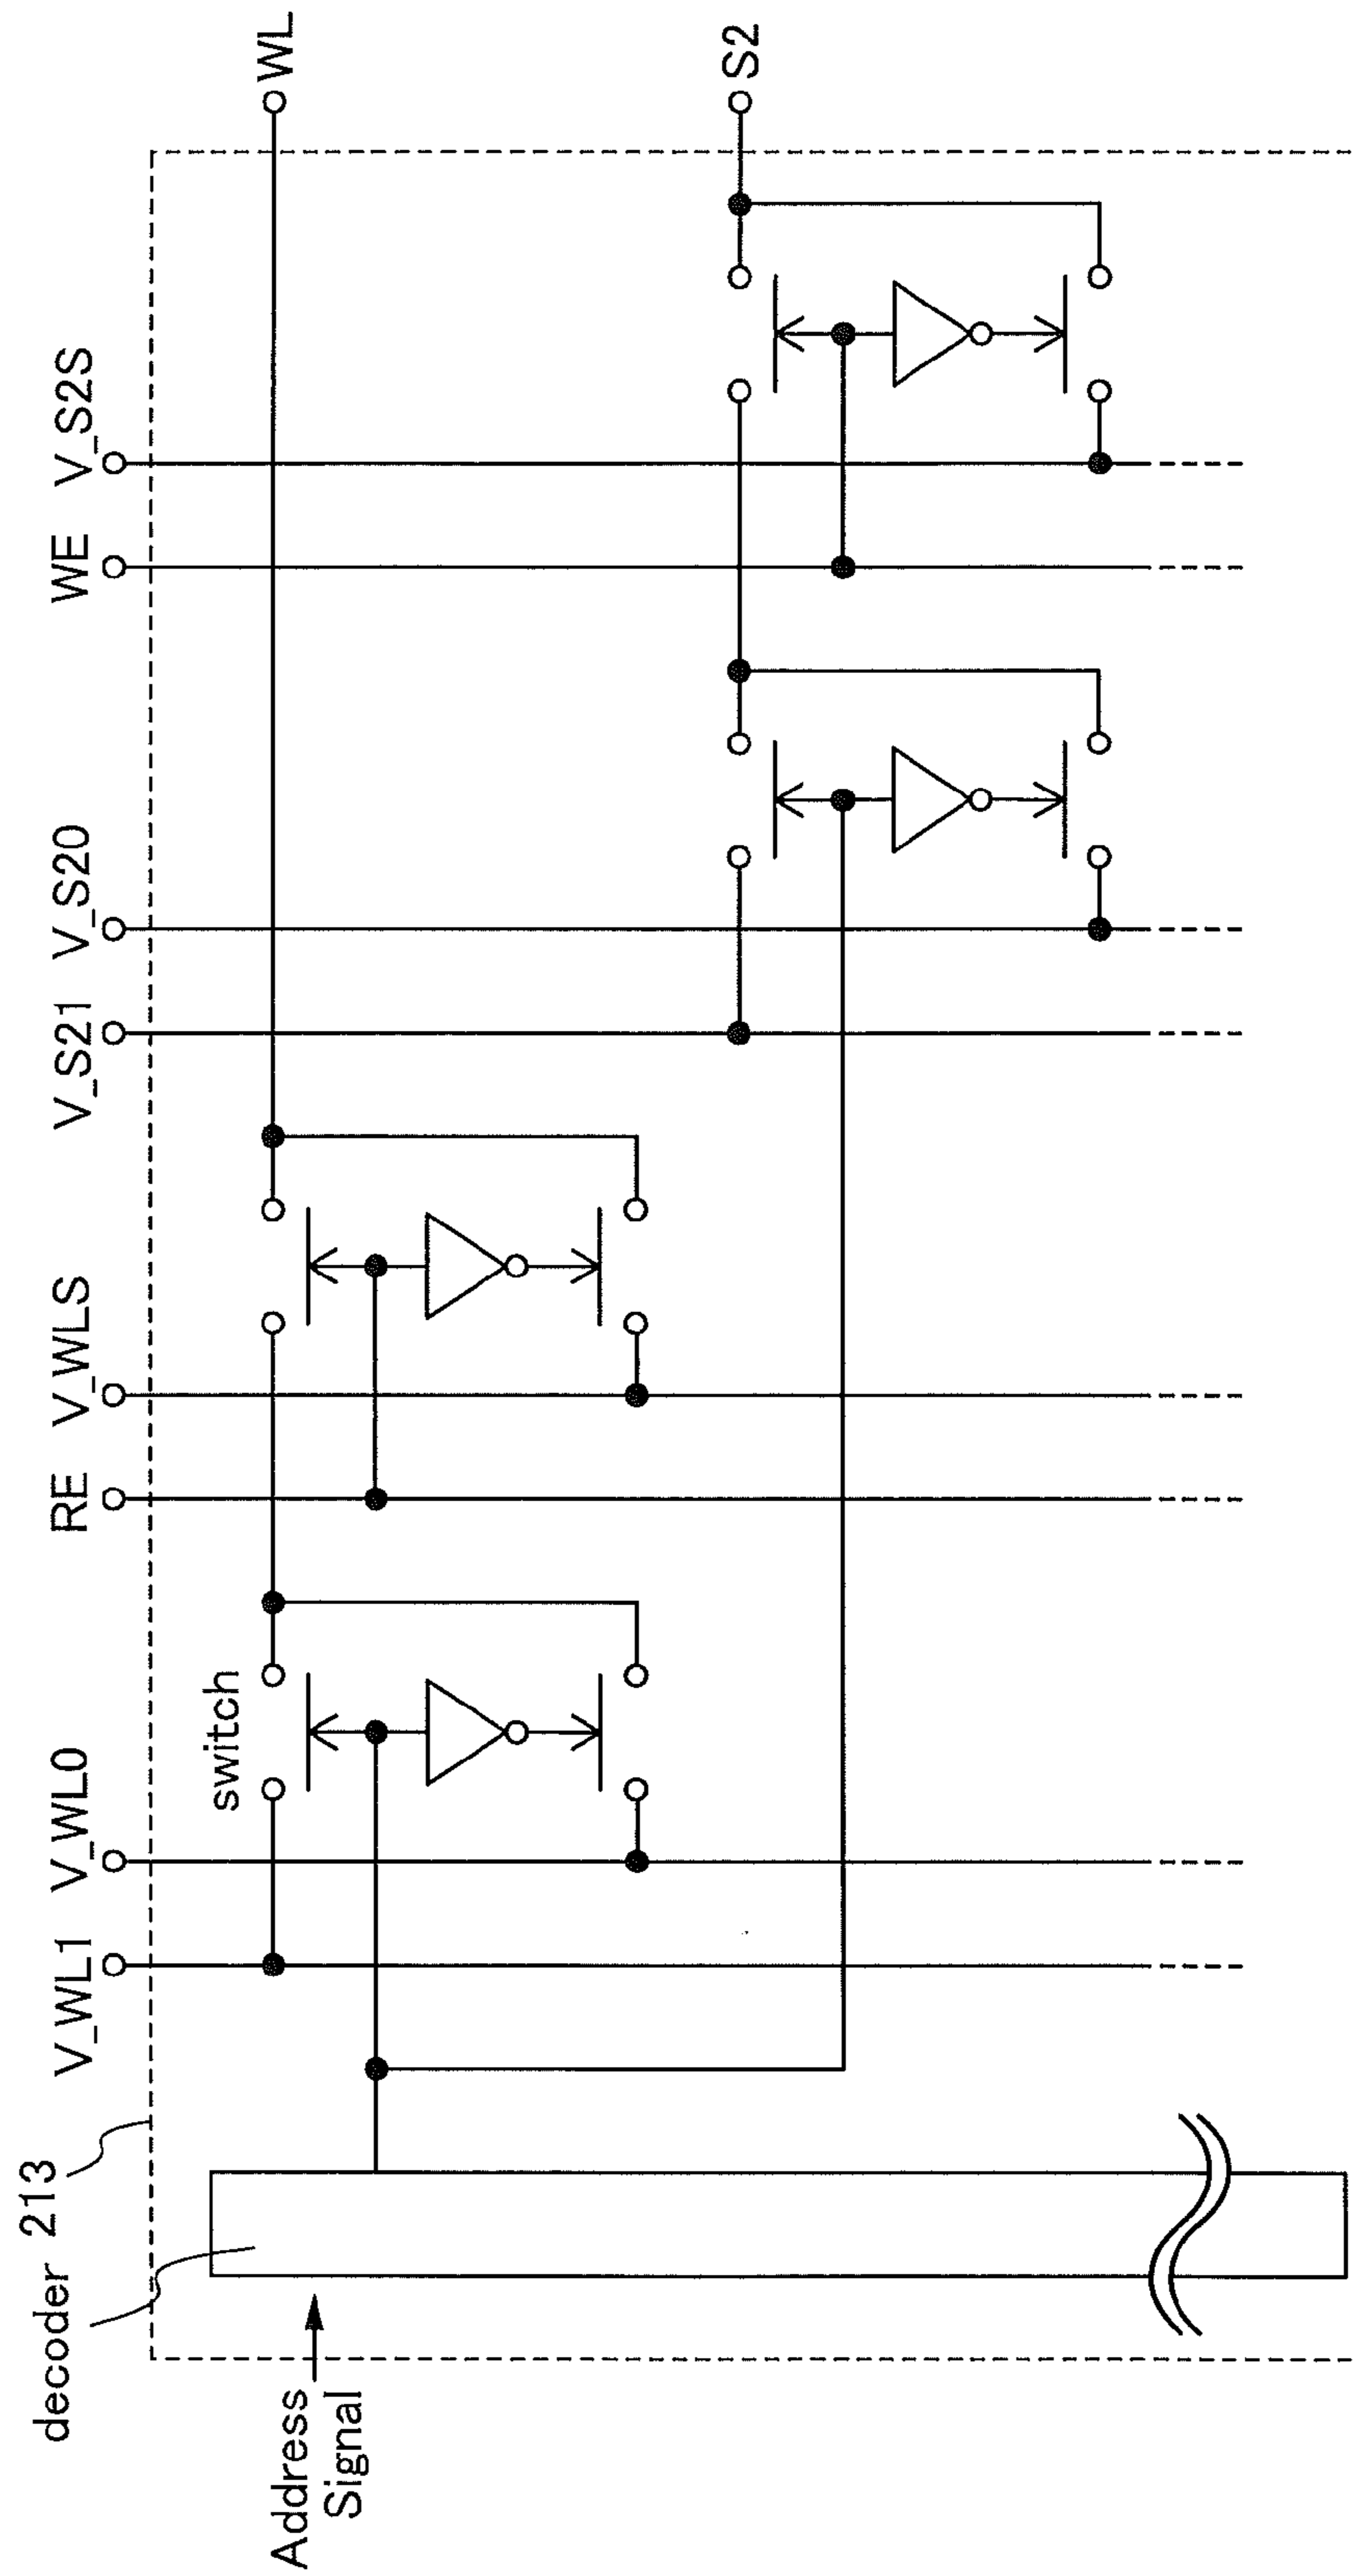 decoder
213
V_WL1
V_WL0
RE
V_WLS
V_S21
V_S20
WE
V_S2S
switch
WL
S2
Address
Signal